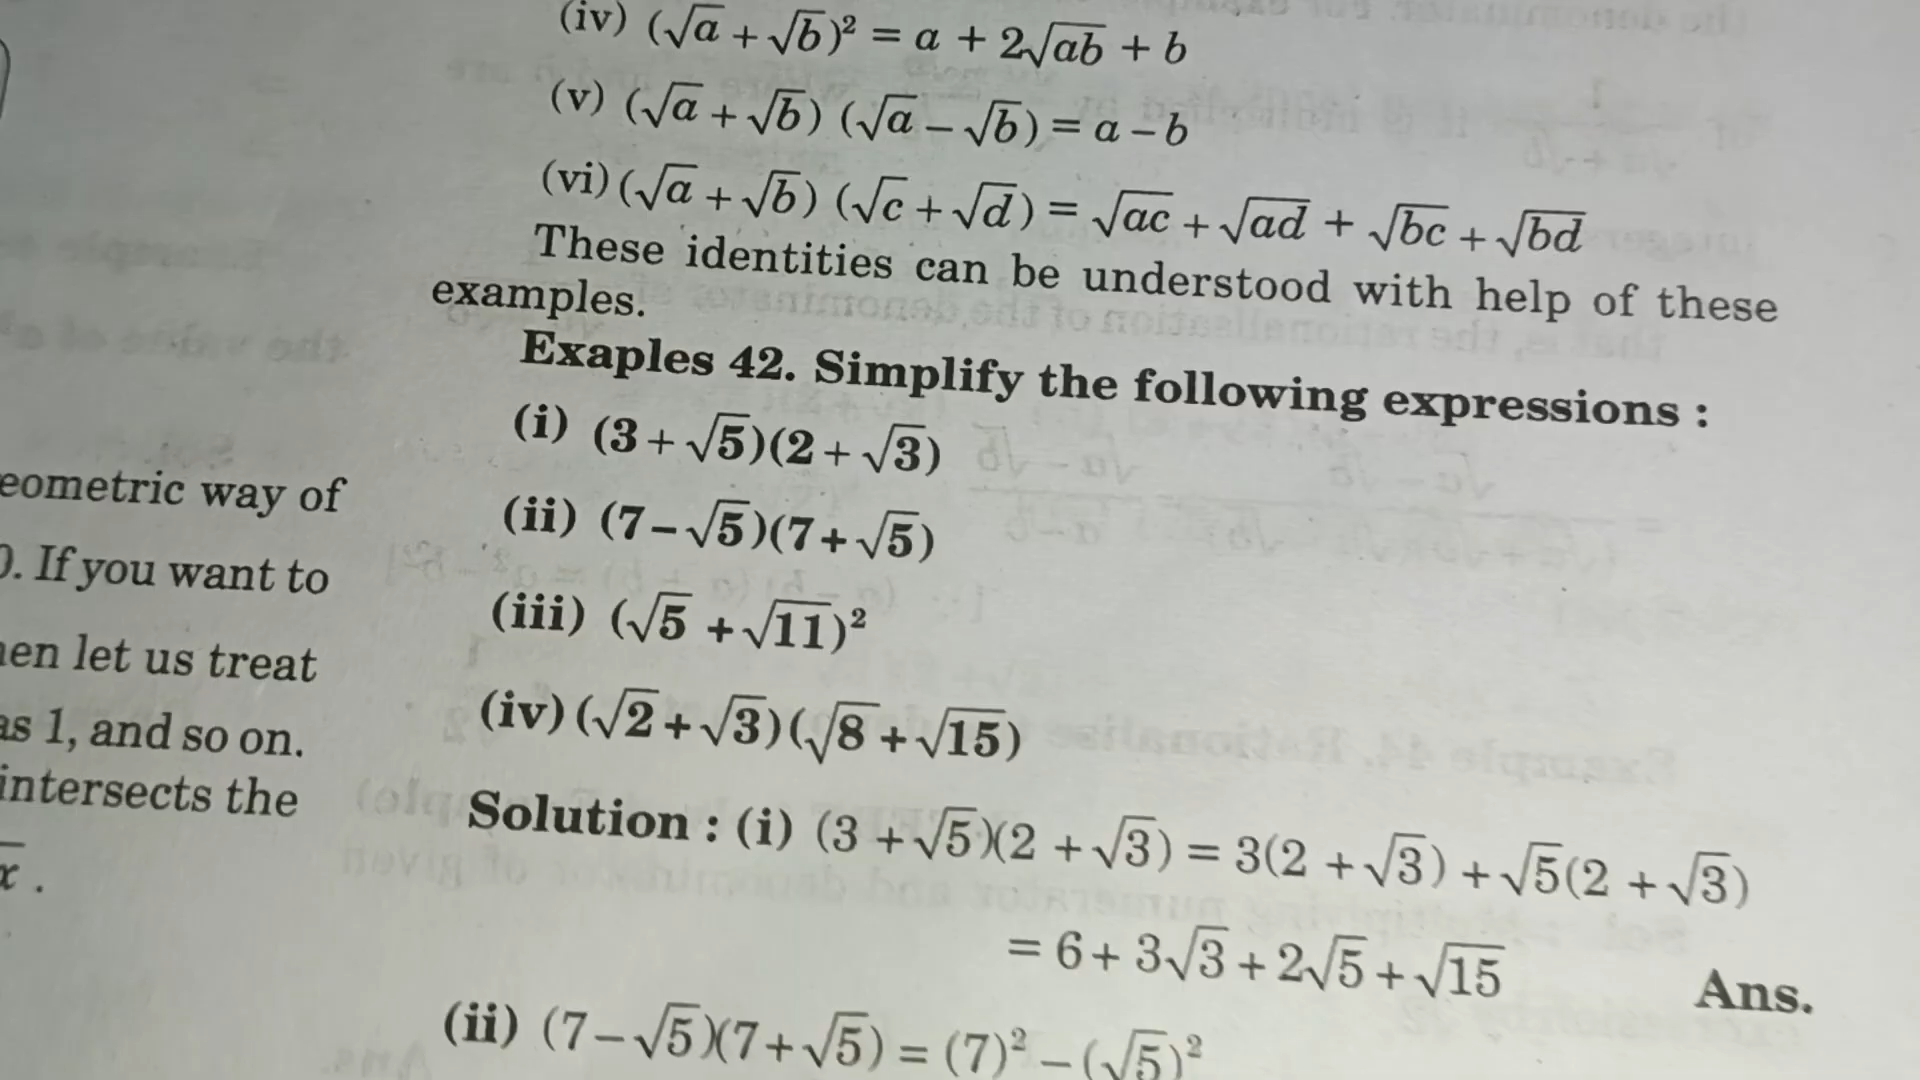 (iv) (√a + √b)² = a + 2√ab + b
(v) (√a + √b) (√a – √b) = a – b
(vi) (√a + √b) (√c + √d) = √ac + √ad + √bc + √bd
These identities can be understood with help of these
examples.
Exaples 42. Simplify the following expressions :
(i) (3 + √5)(2 + √3)
(ii) (7 – √5)(7 + √5)
(iii) (√5 + √11)²
(iv) (√2 + √3)(√8 + √15)
Solution : (i) (3 + √5)(2 + √3) = 3(2 + √3) + √5(2 + √3)
= 6 + 3√3 + 2√5 + √15 Ans.
(ii) (7 – √5)(7 + √5) = (7)² – (√5)²
way of
. If you want to
let us treat
as 1, and so on.
intersects the
x .